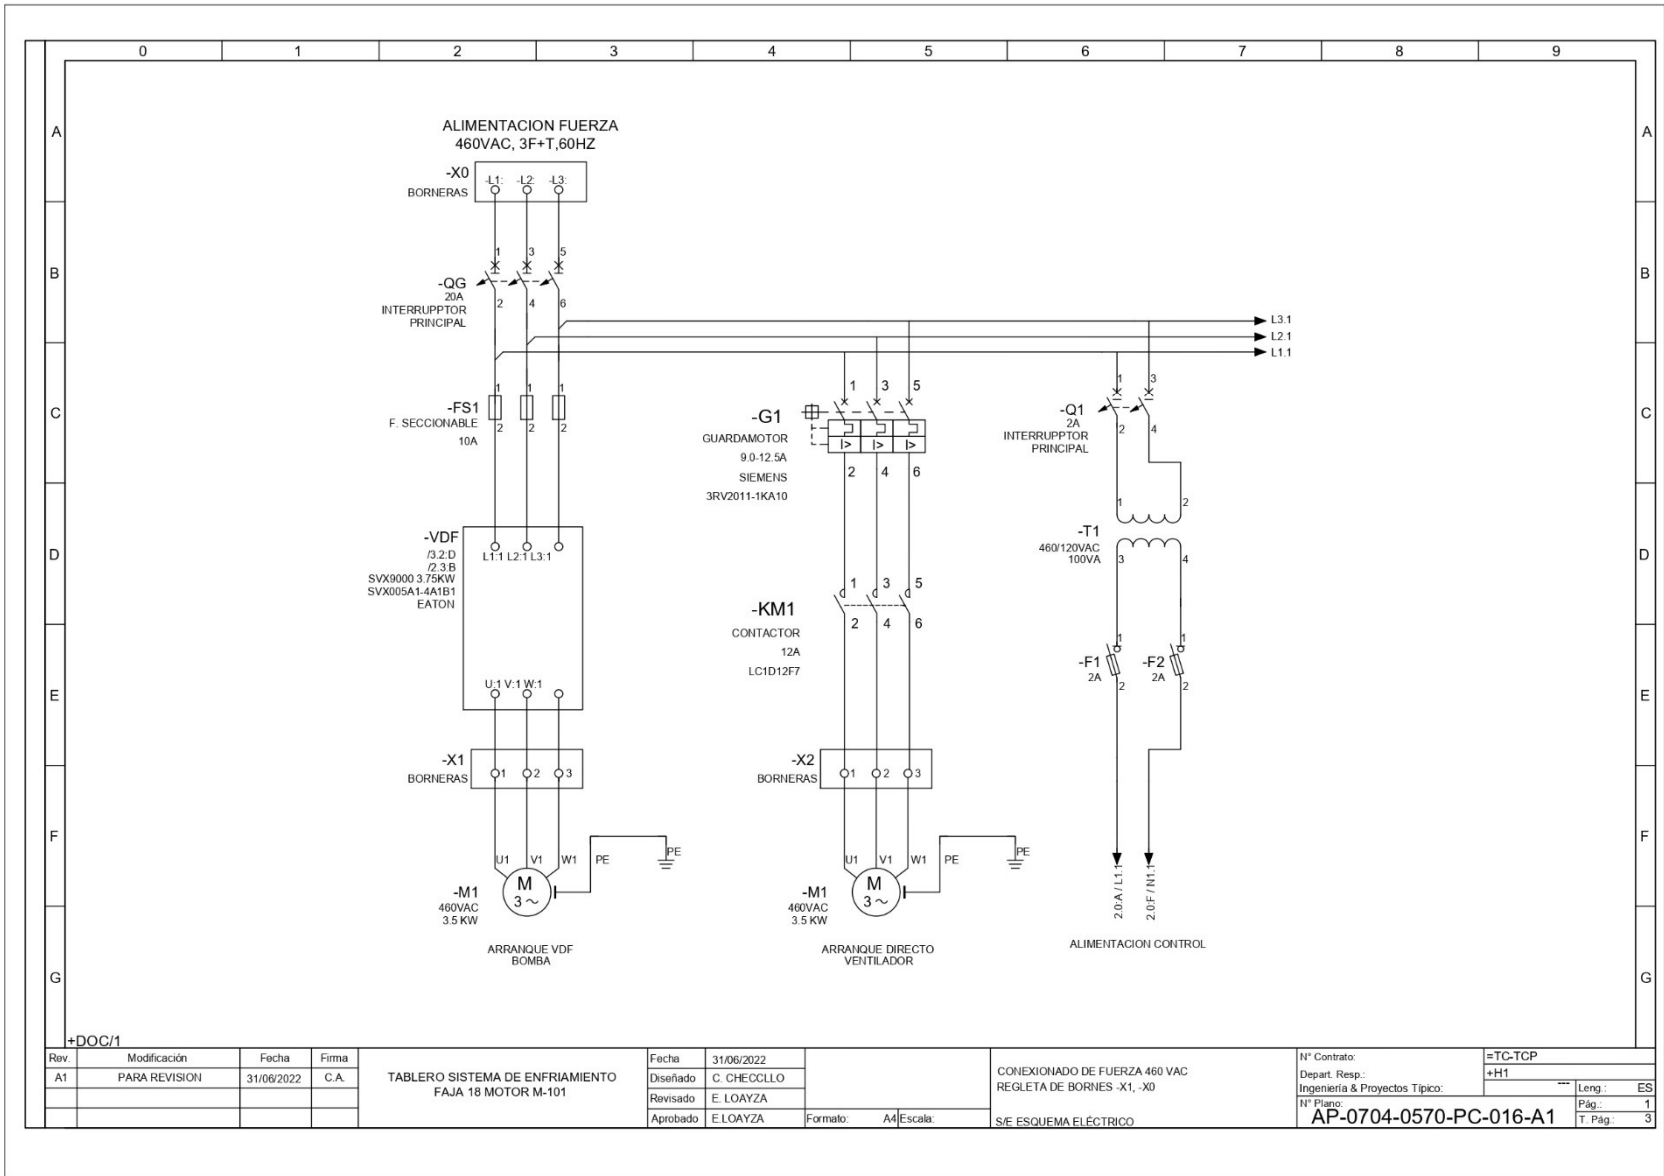 0 1 2 3 4 5 6 7 8 9
A A
B B
C C
D D
E E
F F
G G
ALIMENTACION FUERZA
460VAC, 3F+T,60HZ
-X0
BORNERAS
-L1: -L2: -L3:
1 3 5
-QG
20A
INTERRUPPTOR
PRINCIPAL
2 4 6
L3.1
L2.1
L1.1
1 1 1
-FS1
F. SECCIONABLE
10A
2 2 2
1 3 5
-G1
GUARDAMOTOR
9.0-12.5A
SIEMENS
3RV2011-1KA10
I> I> I>
2 4 6
1 3
-Q1
2A
INTERRUPPTOR
PRINCIPAL
2 4
-VDF
/3.2:D
/2.3:B
SVX9000 3.75KW
SVX005A1-4A1B1
EATON
L1:1 L2:1 L3:1
U:1 V:1 W:1
1 2
-T1
460/120VAC
100VA
3 4
1 3 5
-KM1
CONTACTOR
12A
LC1D12F7
2 4 6
1 1
-F1
2A
-F2
2A
2 2
-X1
BORNERAS
1 2 3
-X2
BORNERAS
1 2 3
U1 V1 W1 PE PE
-M1
460VAC
3.5 KW
M
3 ~
ARRANQUE VDF
BOMBA
U1 V1 W1 PE PE
-M1
460VAC
3.5 KW
M
3 ~
ARRANQUE DIRECTO
VENTILADOR
2.0:A / L1.1
2.0:F / N1.1
ALIMENTACION CONTROL
+DOC/1
Rev. Modificación Fecha Firma
A1 PARA REVISION 31/06/2022 C.A.
TABLERO SISTEMA DE ENFRIAMIENTO
FAJA 18 MOTOR M-101
Fecha 31/06/2022
Diseñado C. CHECCLLO
Revisado E. LOAYZA
Aprobado E.LOAYZA
Formato: A4 Escala:
CONEXIONADO DE FUERZA 460 VAC
REGLETA DE BORNES -X1, -X0
S/E ESQUEMA ELÉCTRICO
N° Contrato: =TC-TCP
Depart. Resp.: +H1
Ingeniería & Proyectos Típico: --- Leng.: ES
N° Plano: Pág.: 1
AP-0704-0570-PC-016-A1 T. Pág.: 3